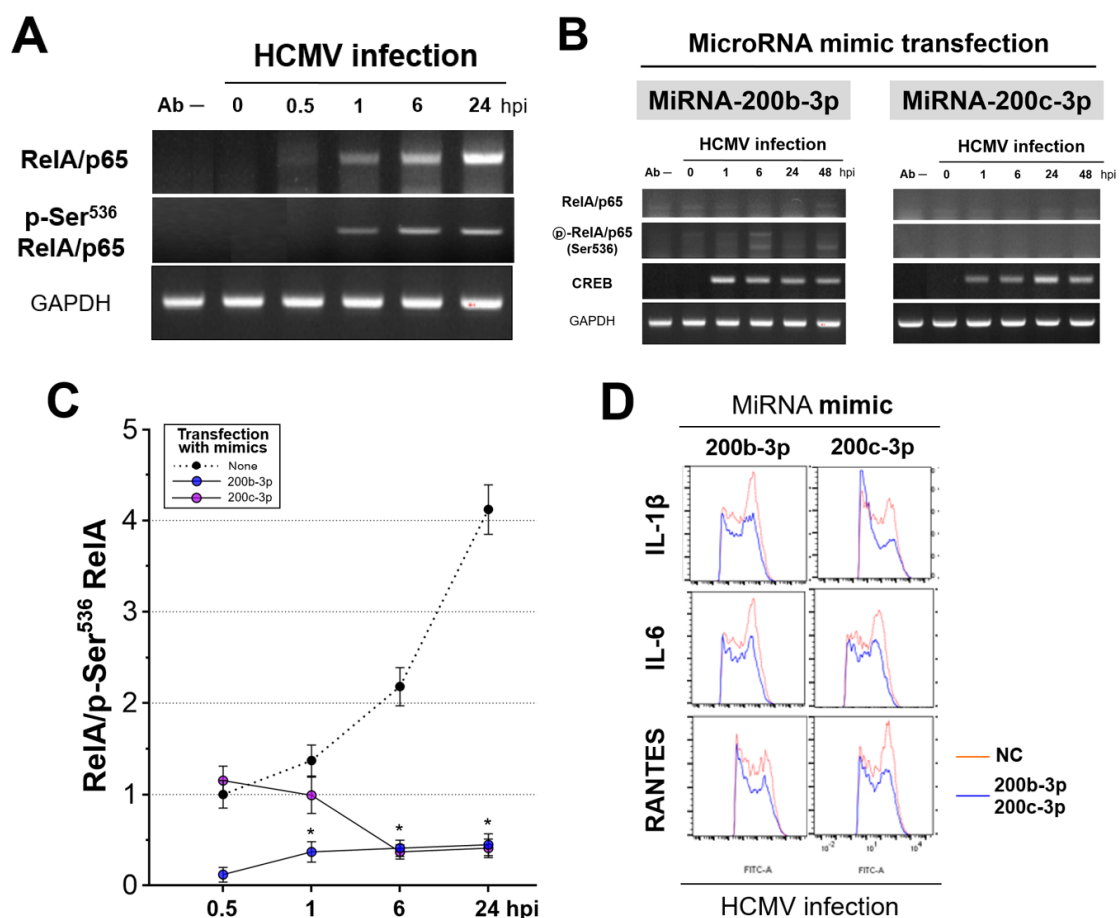 A
HCMV infection
Ab — 0 0.5 1 6 24 hpi
RelA/p65
p-Ser536
RelA/p65
GAPDH
B
MicroRNA mimic transfection
MiRNA-200b-3p
HCMV infection
Ab — 0 1 6 24 48 hpi
RelA/p65
ⓟ-RelA/p65
(Ser536)
CREB
GAPDH
MiRNA-200c-3p
HCMV infection
Ab — 0 1 6 24 48 hpi
C
Transfection
with mimics
None
200b-3p
200c-3p
RelA/p-Ser536 RelA
5
4
3
2
1
0
* * *
0.5 1 6 24 hpi
D
MiRNA mimic
200b-3p 200c-3p
IL-1β
IL-6
RANTES
NC
200b-3p
200c-3p
10-2 101 104
FITC-A FITC-A
HCMV infection